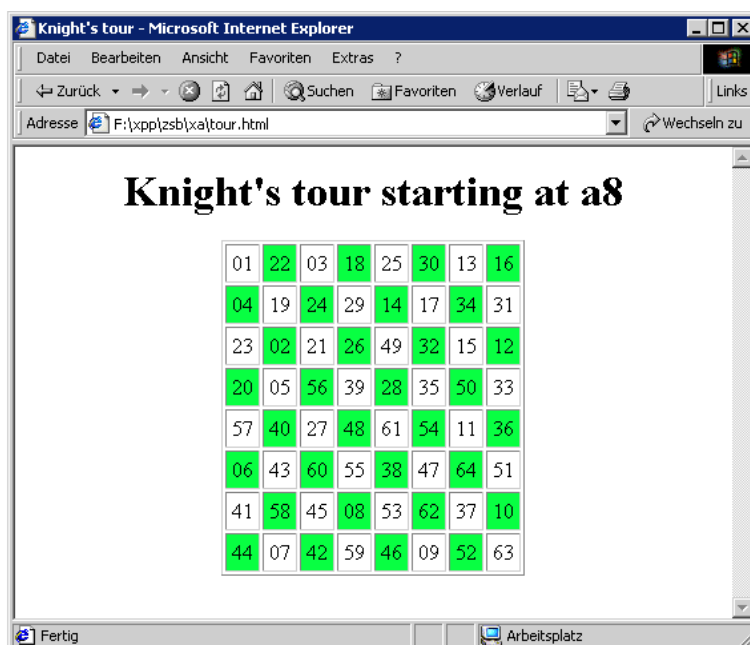 Knight's tour - Microsoft Internet Explorer
Datei Bearbeiten Ansicht Favoriten Extras ?
Zurück Suchen Favoriten Verlauf Links
Adresse F:\xpp\zsb\xa\tour.html Wechseln zu
Knight's tour starting at a8
01 22 03 18 25 30 13 16
04 19 24 29 14 17 34 31
23 02 21 26 49 32 15 12
20 05 56 39 28 35 50 33
57 40 27 48 61 54 11 36
06 43 60 55 38 47 64 51
41 58 45 08 53 62 37 10
44 07 42 59 46 09 52 63
Fertig Arbeitsplatz